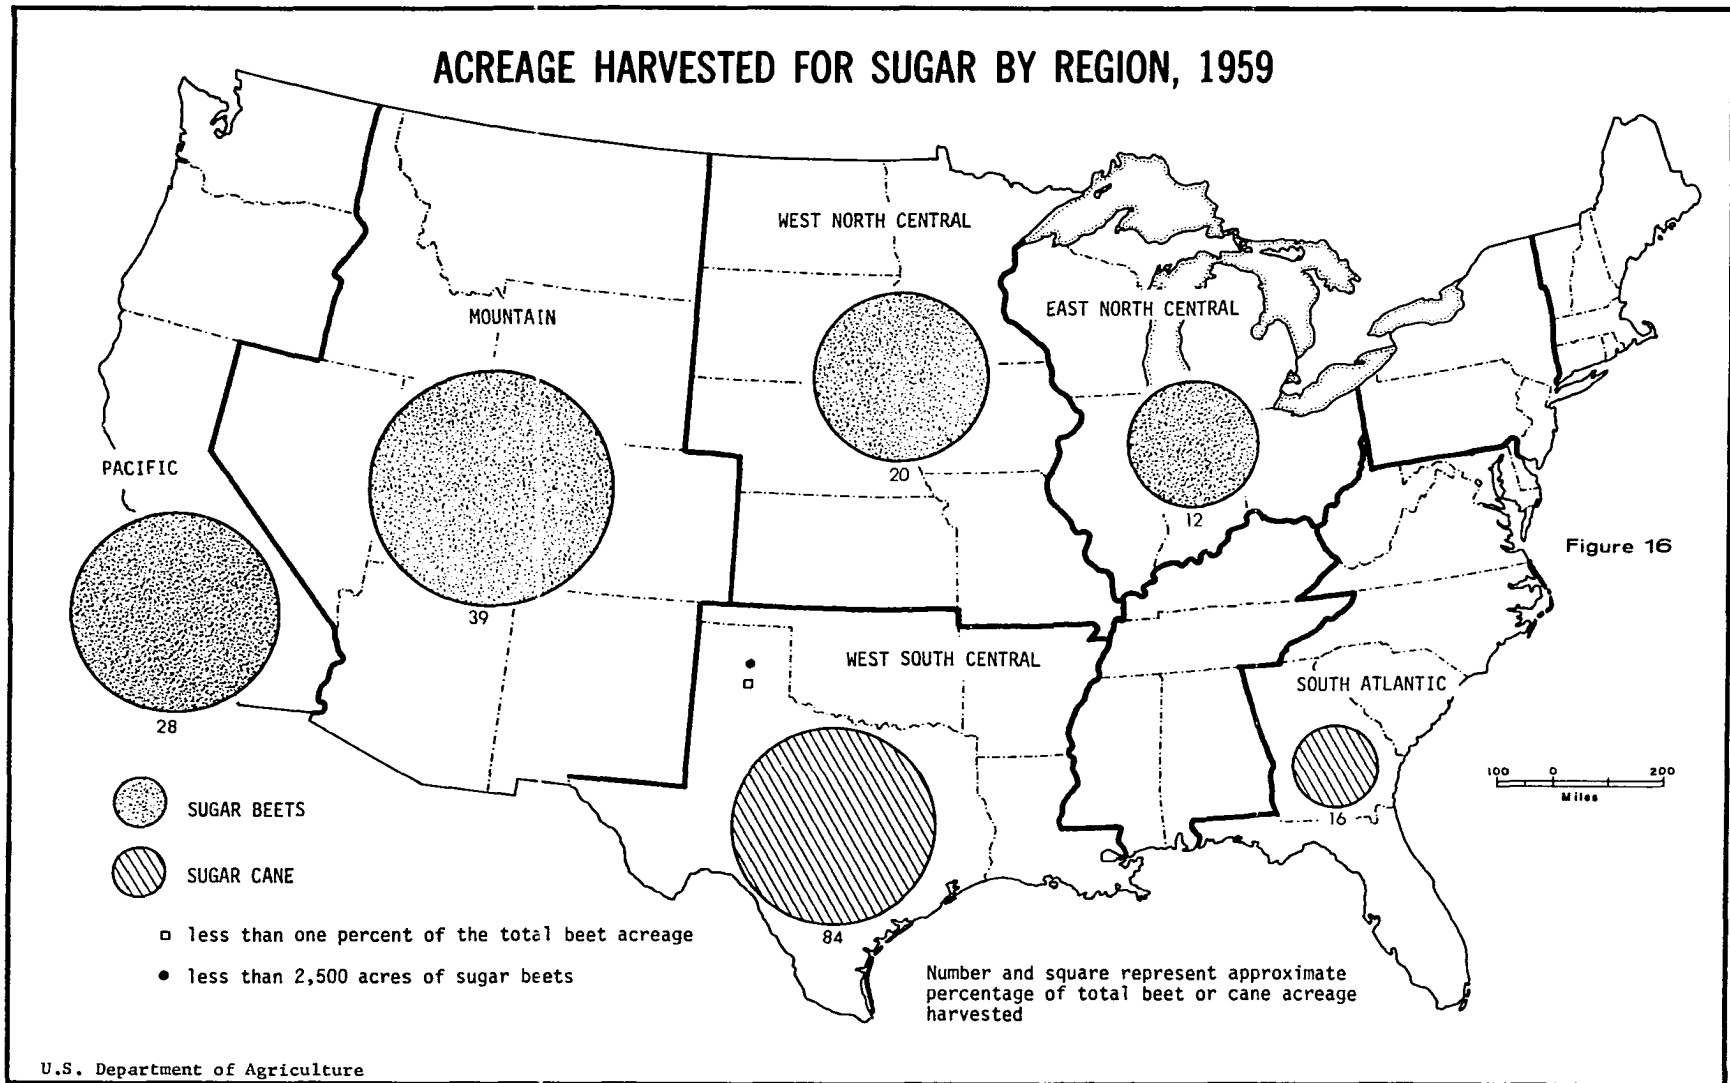 ACREAGE HARVESTED FOR SUGAR BY REGION, 1959
WEST NORTH CENTRAL
EAST NORTH CENTRAL
MOUNTAIN
PACIFIC
20
12
Figure 16
39
WEST SOUTH CENTRAL
SOUTH ATLANTIC
28
100 0 200
Miles
16
SUGAR BEETS
SUGAR CANE
84
less than one percent of the total beet acreage
less than 2,500 acres of sugar beets
Number and square represent approximate
percentage of total beet or cane acreage
harvested
U.S. Department of Agriculture